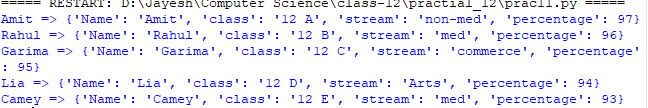 ===== RESTART: D:\Jayesh\Computer Science\class-12\practial_12\prac11.py =====
Amit => {'Name': 'Amit', 'class': '12 A', 'stream': 'non-med', 'percentage': 97}
Rahul => {'Name': 'Rahul', 'class': '12 B', 'stream': 'med', 'percentage': 96}
Garima => {'Name': 'Garima', 'class': '12 C', 'stream': 'commerce', 'percentage'
: 95}
Lia => {'Name': 'Lia', 'class': '12 D', 'stream': 'Arts', 'percentage': 94}
Camey => {'Name': 'Camey', 'class': '12 E', 'stream': 'med', 'percentage': 93}